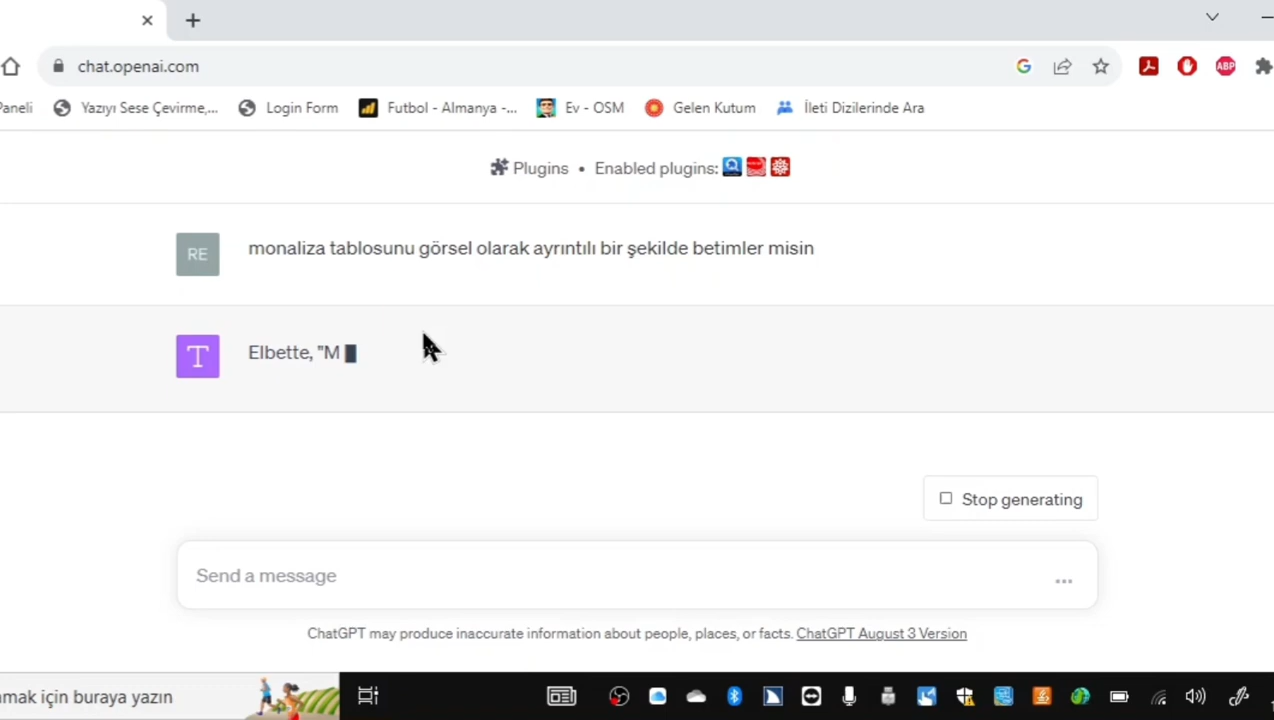 chat.openai.com
Paneli Yazıyı Sese Çevirme,... Login Form Futbol - Almanya -... Ev - OSM Gelen Kutum İleti Dizilerinde Ara
Plugins • Enabled plugins:
RE monaliza tablosunu görsel olarak ayrıntılı bir şekilde betimler misin
T Elbette, "M
Stop generating
Send a message
ChatGPT may produce inaccurate information about people, places, or facts. ChatGPT August 3 Version
amak için buraya yazın